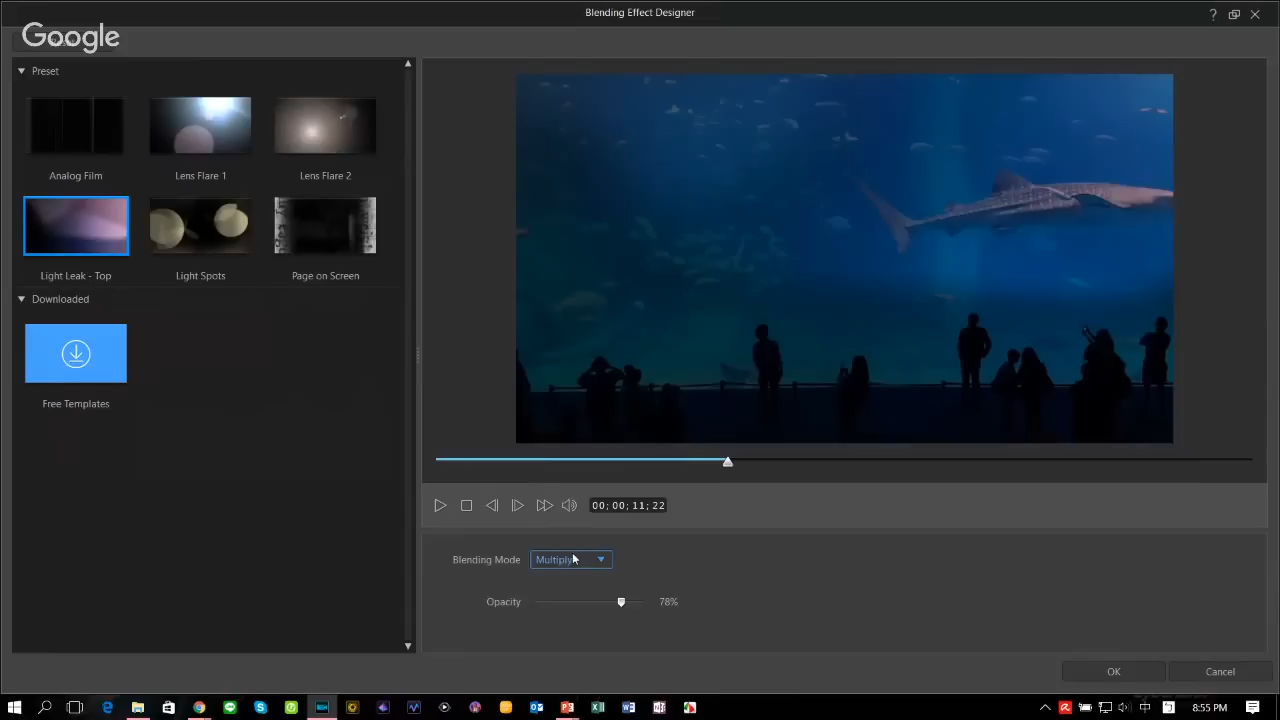 Blending Effect Designer
?
Google
Preset
Analog Film
Lens Flare 1
Lens Flare 2
Light Leak - Top
Light Spots
Page on Screen
Downloaded
Free Templates
00; 00; 11; 22
Blending Mode
Multiply
Opacity
78%
OK
Cancel
中
8:55 PM